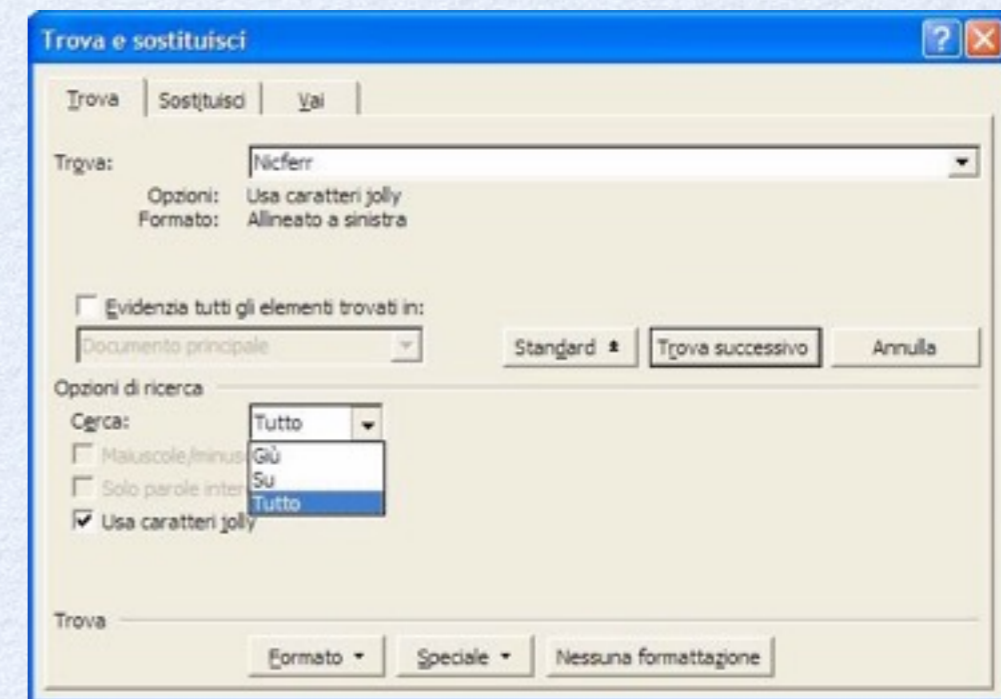 Trova e sostituisci
Trova Sostituisci Vai
Trova: Nicferr
Opzioni: Usa caratteri jolly
Formato: Allineato a sinistra
Evidenzia tutti gli elementi trovati in:
Documento principale Standard Trova successivo Annulla
Opzioni di ricerca
Cerca: Tutto
Giù
Su
Tutto
Usa caratteri jolly
Trova
Formato Speciale Nessuna formattazione